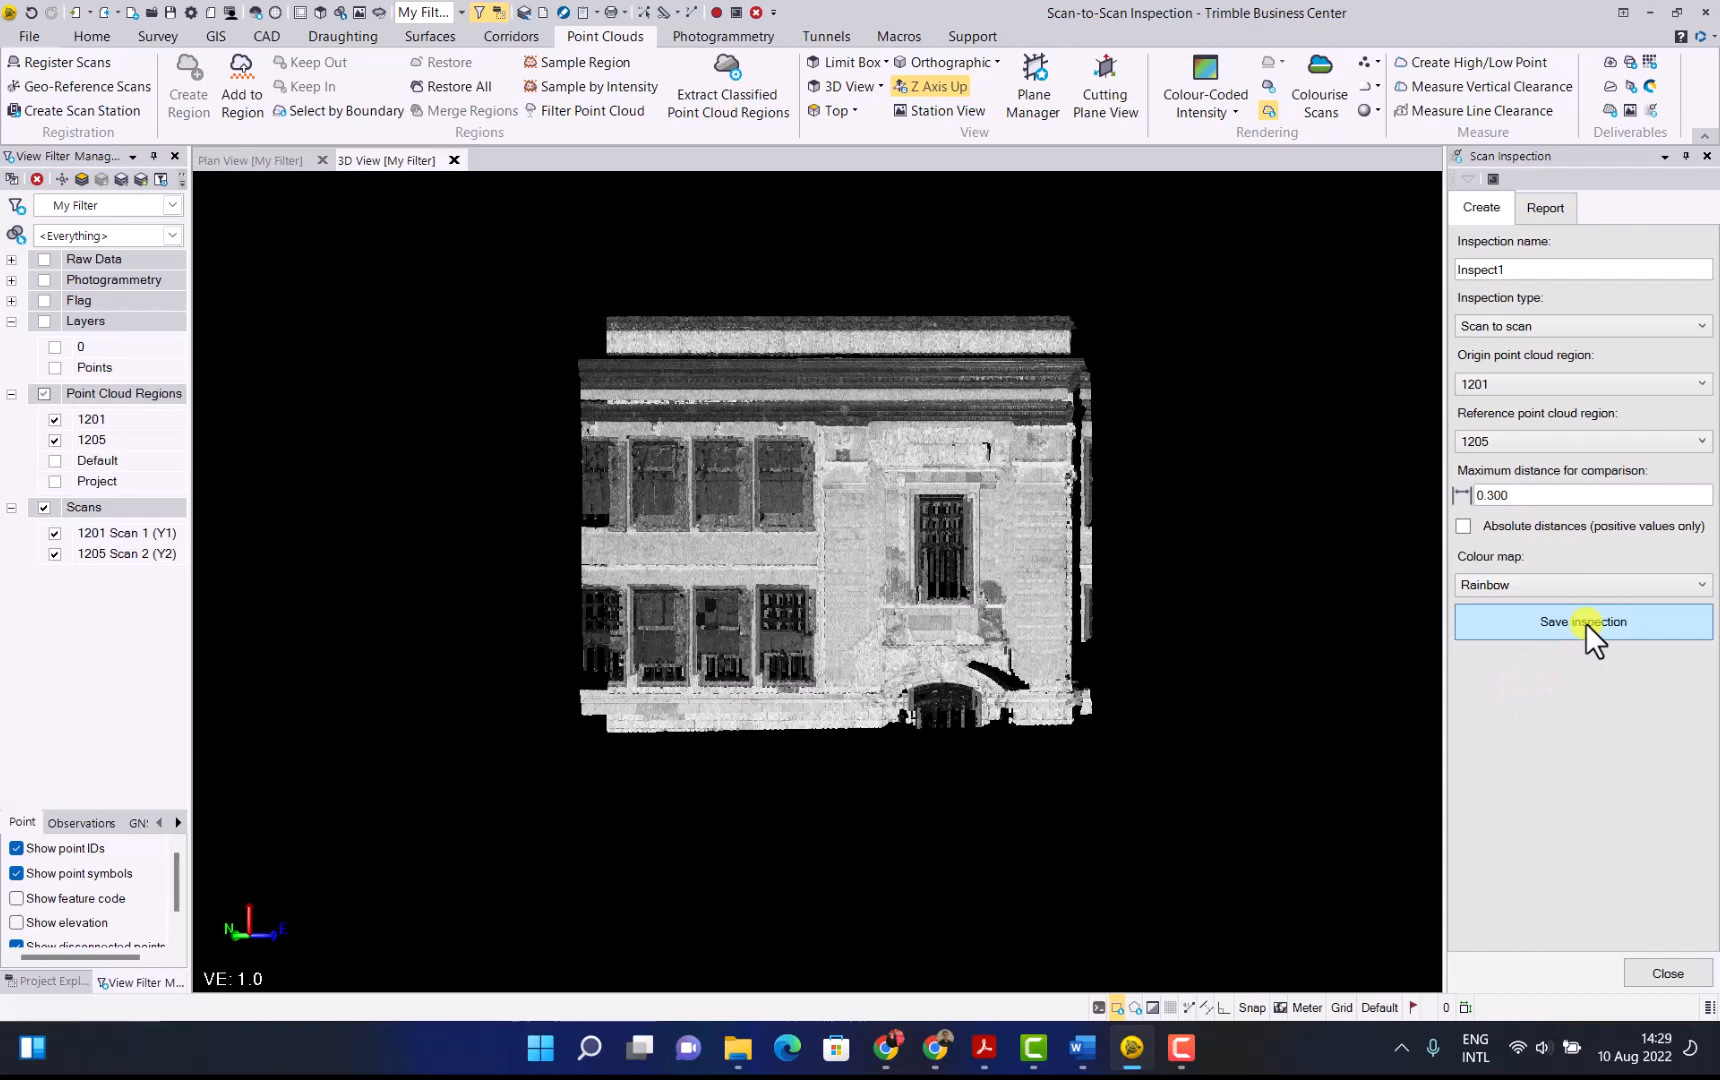 My Filt...
Scan-to-Scan Inspection - Trimble Business Center
File Home Survey GIS CAD Draughting Surfaces Corridors Point Clouds Photogrammetry Tunnels Macros Support
Register Scans
Geo-Reference Scans
Create Scan Station
Registration
Create Region
Add to Region
Keep Out
Keep In
Select by Boundary
Restore
Restore All
Merge Regions
Sample Region
Sample by Intensity
Filter Point Cloud
Regions
Extract Classified Point Cloud Regions
Limit Box
3D View
Top
Orthographic
Z Axis Up
Station View
View
Plane Manager
Cutting Plane View
Colour-Coded Intensity
Colourise Scans
Rendering
Create High/Low Point
Measure Vertical Clearance
Measure Line Clearance
Measure
Deliverables
View Filter Manag...
My Filter
<Everything>
Raw Data
Photogrammetry
Flag
Layers
0
Points
Point Cloud Regions
1201
1205
Default
Project
Scans
1201 Scan 1 (Y1)
1205 Scan 2 (Y2)
Point Observations GN
Show point IDs
Show point symbols
Show feature code
Show elevation
Show disconnected points
Project Expl... View Filter M...
Plan View [My Filter] 3D View [My Filter]
N E
VE: 1.0
Scan Inspection
Create Report
Inspection name:
Inspect1
Inspection type:
Scan to scan
Origin point cloud region:
1201
Reference point cloud region:
1205
Maximum distance for comparison:
0.300
Absolute distances (positive values only)
Colour map:
Rainbow
Save inspection
Close
Snap Meter Grid Default 0
ENG
INTL
14:29
10 Aug 2022